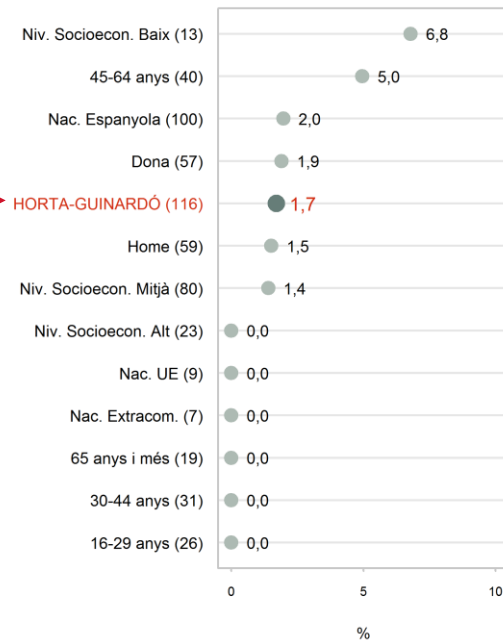 Niv. Socioecon. Baix (13) 6,8
45-64 anys (40) 5,0
Nac. Espanyola (100) 2,0
Dona (57) 1,9
HORTA-GUINARDÓ (116) 1,7
Home (59) 1,5
Niv. Socioecon. Mitjà (80) 1,4
Niv. Socioecon. Alt (23) 0,0
Nac. UE (9) 0,0
Nac. Extracom. (7) 0,0
65 anys i més (19) 0,0
30-44 anys (31) 0,0
16-29 anys (26) 0,0
0 5 10
%